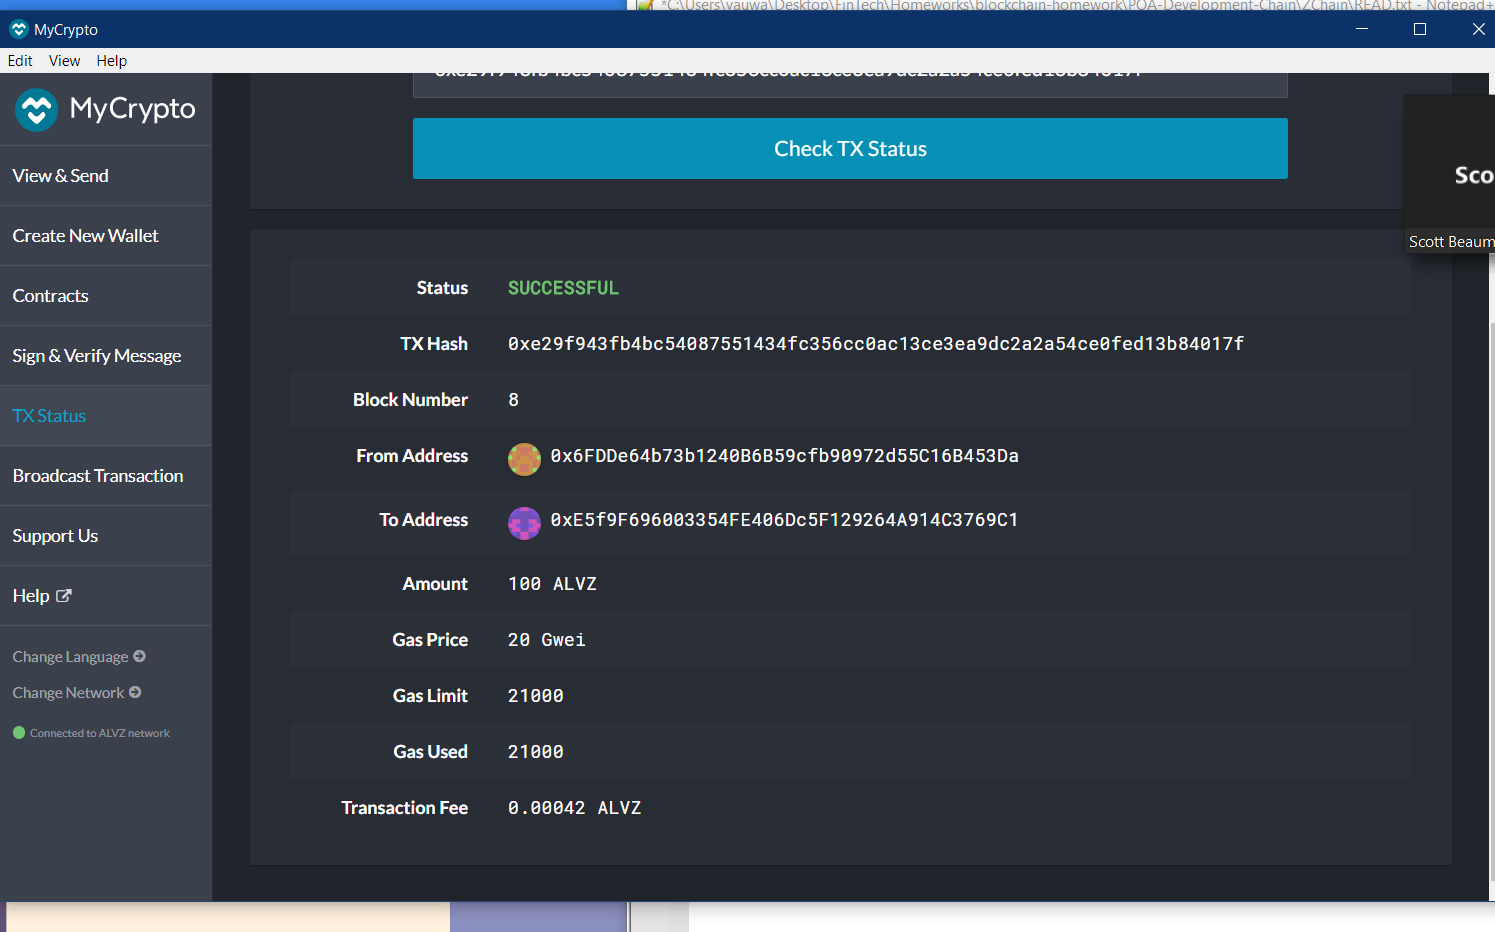 *C:\Users\yauwa\Desktop\FinTech\Homeworks\blockchain-homework\POA-Development-Chain\ZChain\READ.txt - Notepad+
MyCrypto
Edit View Help
MyCrypto
View & Send
Create New Wallet
Contracts
Sign & Verify Message
TX Status
Broadcast Transaction
Support Us
Help
Change Language
Change Network
Connected to ALVZ network
Check TX Status
Sco
Scott Beaum
Status SUCCESSFUL
TX Hash 0xe29f943fb4bc54087551434fc356cc0ac13ce3ea9dc2a2a54ce0fed13b84017f
Block Number 8
From Address 0x6FDDe64b73b1240B6B59cfb90972d55C16B453Da
To Address 0xE5f9F696003354FE406Dc5F129264A914C3769C1
Amount 100 ALVZ
Gas Price 20 Gwei
Gas Limit 21000
Gas Used 21000
Transaction Fee 0.00042 ALVZ